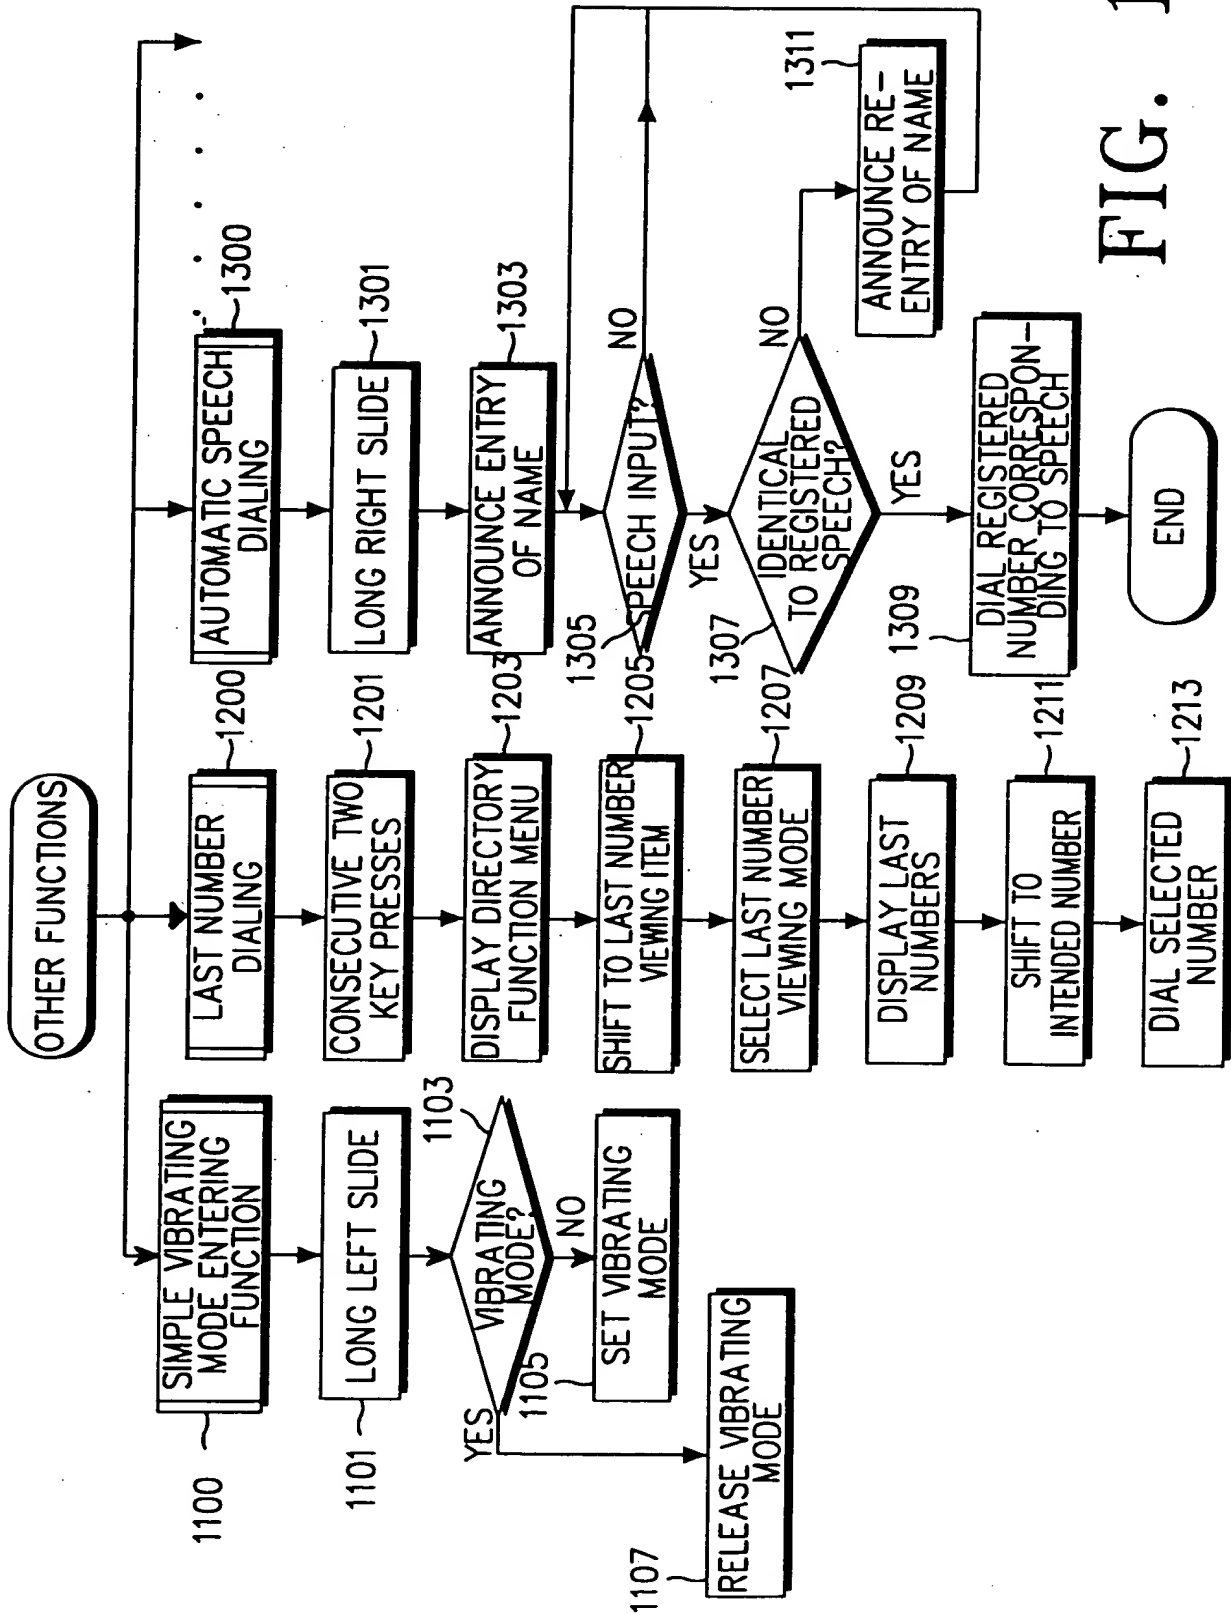 OTHER FUNCTIONS
1100
SIMPLE VIBRATING
MODE ENTERING
FUNCTION
1101
LONG LEFT SLIDE
1103
VIBRATING
MODE?
YES
NO
1105
SET VIBRATING
MODE
1107
RELEASE VIBRATING
MODE
1200
LAST NUMBER
DIALING
1201
CONSECUTIVE TWO
KEY PRESSES
1203
DISPLAY DIRECTORY
FUNCTION MENU
1205
SHIFT TO LAST NUMBER
VIEWING ITEM
1207
SELECT LAST NUMBER
VIEWING MODE
1209
DISPLAY LAST
NUMBERS
1211
SHIFT TO
INTENDED NUMBER
1213
DIAL SELECTED
NUMBER
1300
AUTOMATIC SPEECH
DIALING
1301
LONG RIGHT SLIDE
1303
ANNOUNCE ENTRY
OF NAME
1305
SPEECH INPUT?
NO
YES
1307
IDENTICAL
TO REGISTERED
SPEECH?
NO
YES
1311
ANNOUNCE RE-
ENTRY OF NAME
1309
DIAL REGISTERED
NUMBER CORRESPON-
DING TO SPEECH
END
FIG.